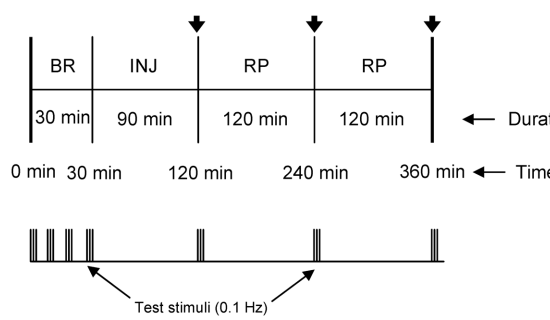 BR INJ RP RP
30 min 90 min 120 min 120 min Durat
0 min 30 min 120 min 240 min 360 min Time
Test stimuli (0.1 Hz)